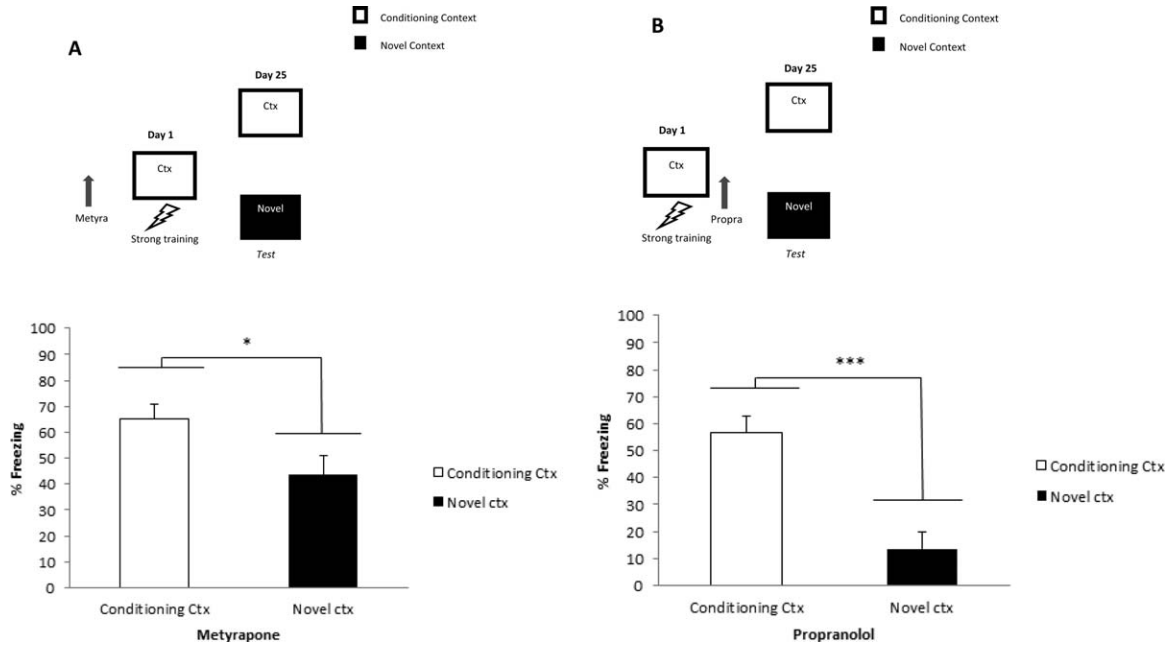 A
Conditioning Context
Novel Context
Day 25
Ctx
Day 1
Ctx
Metyra
Strong training
Novel
Test
B
Conditioning Context
Novel Context
Day 25
Ctx
Day 1
Ctx
Propra
Strong training
Novel
Test
% Freezing
100
90
80
70
60
50
40
30
20
10
0
*
Conditioning Ctx
Novel ctx
Conditioning Ctx
Novel ctx
Metyrapone
% Freezing
100
90
80
70
60
50
40
30
20
10
0
***
Conditioning Ctx
Novel ctx
Conditioning Ctx
Novel ctx
Propranolol